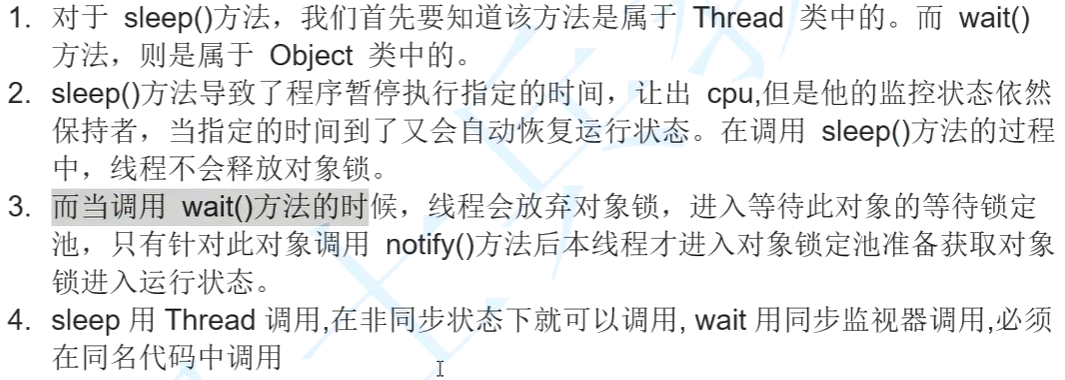 1. 对于 sleep()方法，我们首先要知道该方法是属于 Thread 类中的。而 wait()
方法，则是属于 Object 类中的。
2. sleep()方法导致了程序暂停执行指定的时间，让出 cpu,但是他的监控状态依然
保持者，当指定的时间到了又会自动恢复运行状态。在调用 sleep()方法的过程
中，线程不会释放对象锁。
3. 而当调用 wait()方法的时候，线程会放弃对象锁，进入等待此对象的等待锁定
池，只有针对此对象调用 notify()方法后本线程才进入对象锁定池准备获取对象
锁进入运行状态。
4. sleep 用 Thread 调用,在非同步状态下就可以调用, wait 用同步监视器调用,必须
在同名代码中调用